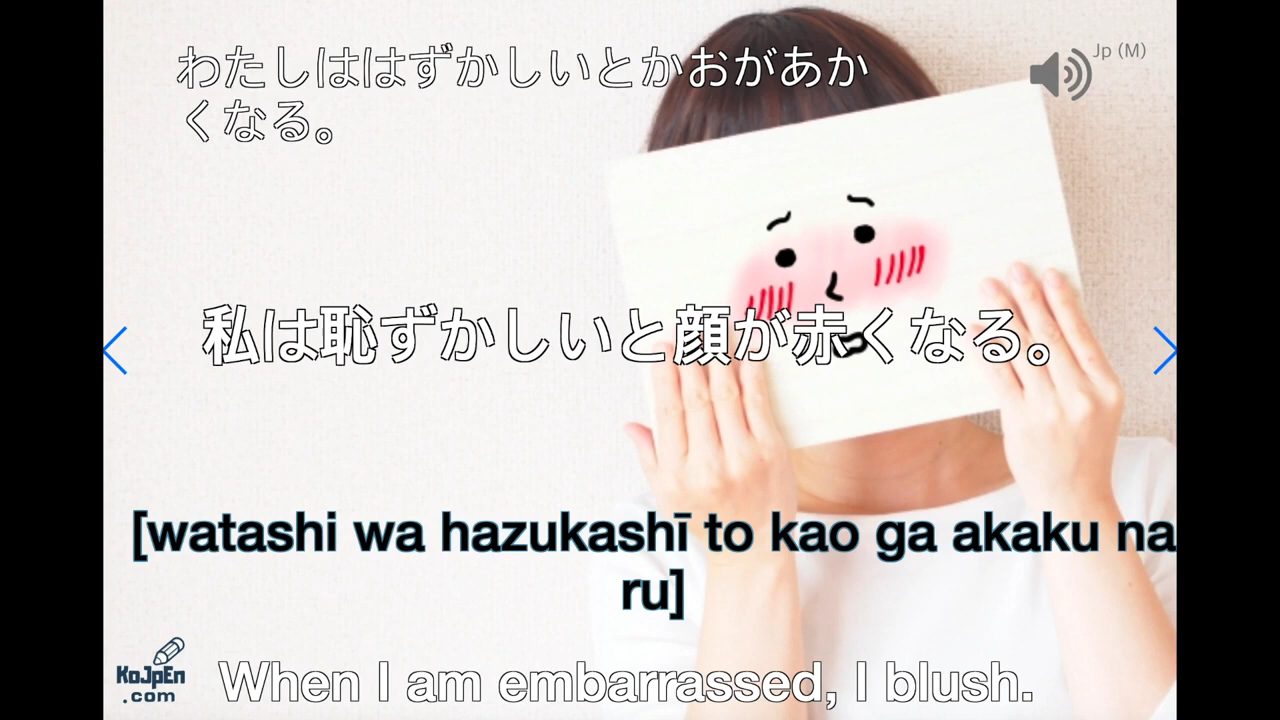 わたしははずかしいとかおがあか
くなる。
Jp (M)
私は恥ずかしいと顔が赤くなる。
[watashi wa hazukashī to kao ga akaku na
ru]
KoJpEn
.com
When I am embarrassed, I blush.